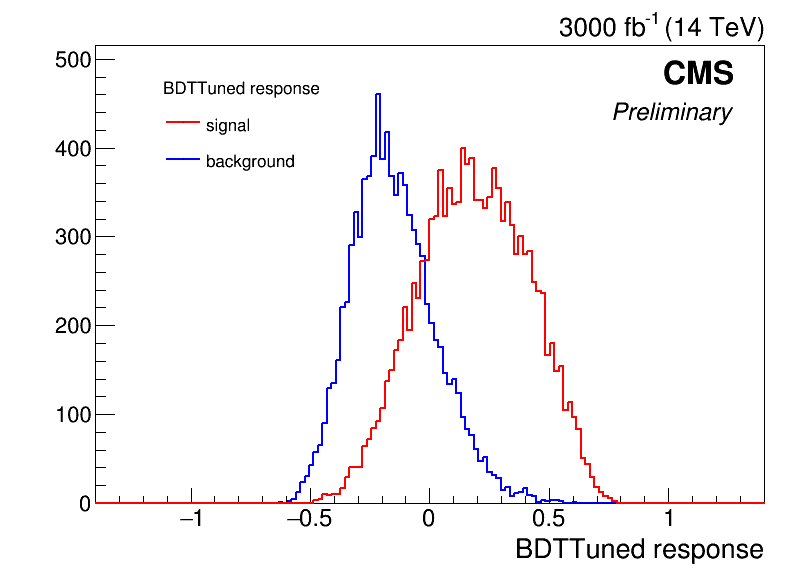 3000 fb⁻¹ (14 TeV)
500
CMS
BDTTuned response
Preliminary
signal
400
background
300
200
100
0
−1
−0.5
0
0.5
1
BDTTuned response